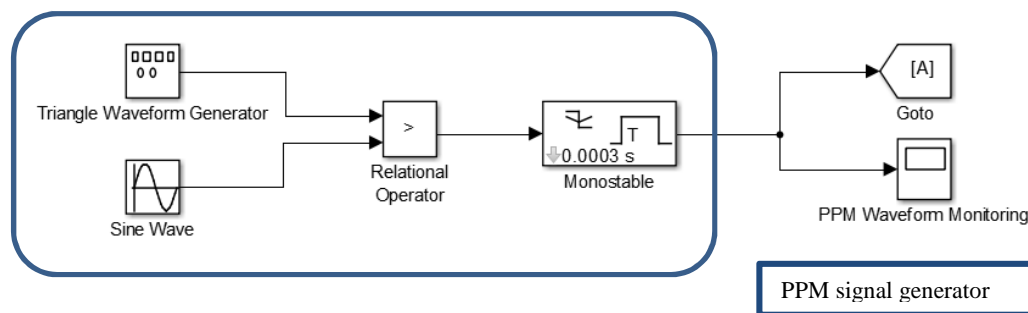 Triangle Waveform Generator
Sine Wave
>
Relational
Operator
T
0.0003 s
Monostable
[A]
Goto
PPM Waveform Monitoring
PPM signal generator